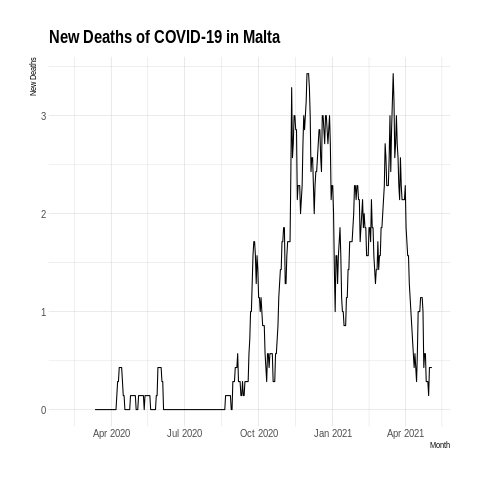 New Deaths of COVID-19 in Malta
New Deaths
3
2
1
0
Apr 2020 Jul 2020 Oct 2020 Jan 2021 Apr 2021
Month